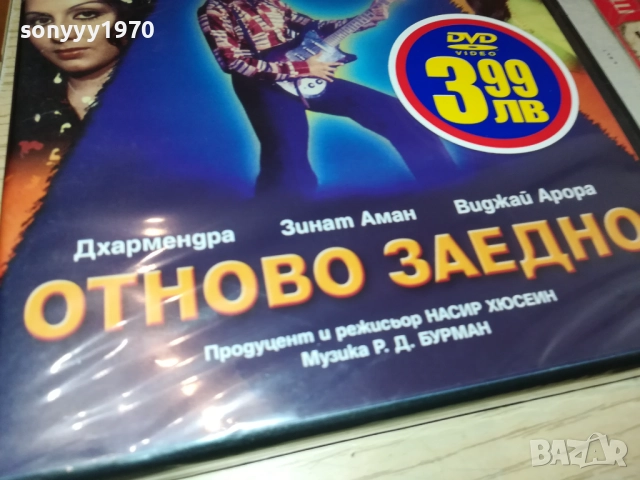 sonyyy1970
DVD
VIDEO
3 99
ЛВ
Дхармендра Зинат Аман Виджай Арора
ОТНОВО ЗАЕДНО
Продуцент и режисьор НАСИР ХЮСЕИН
Музика Р. Д. БУРМАН
BAZAR